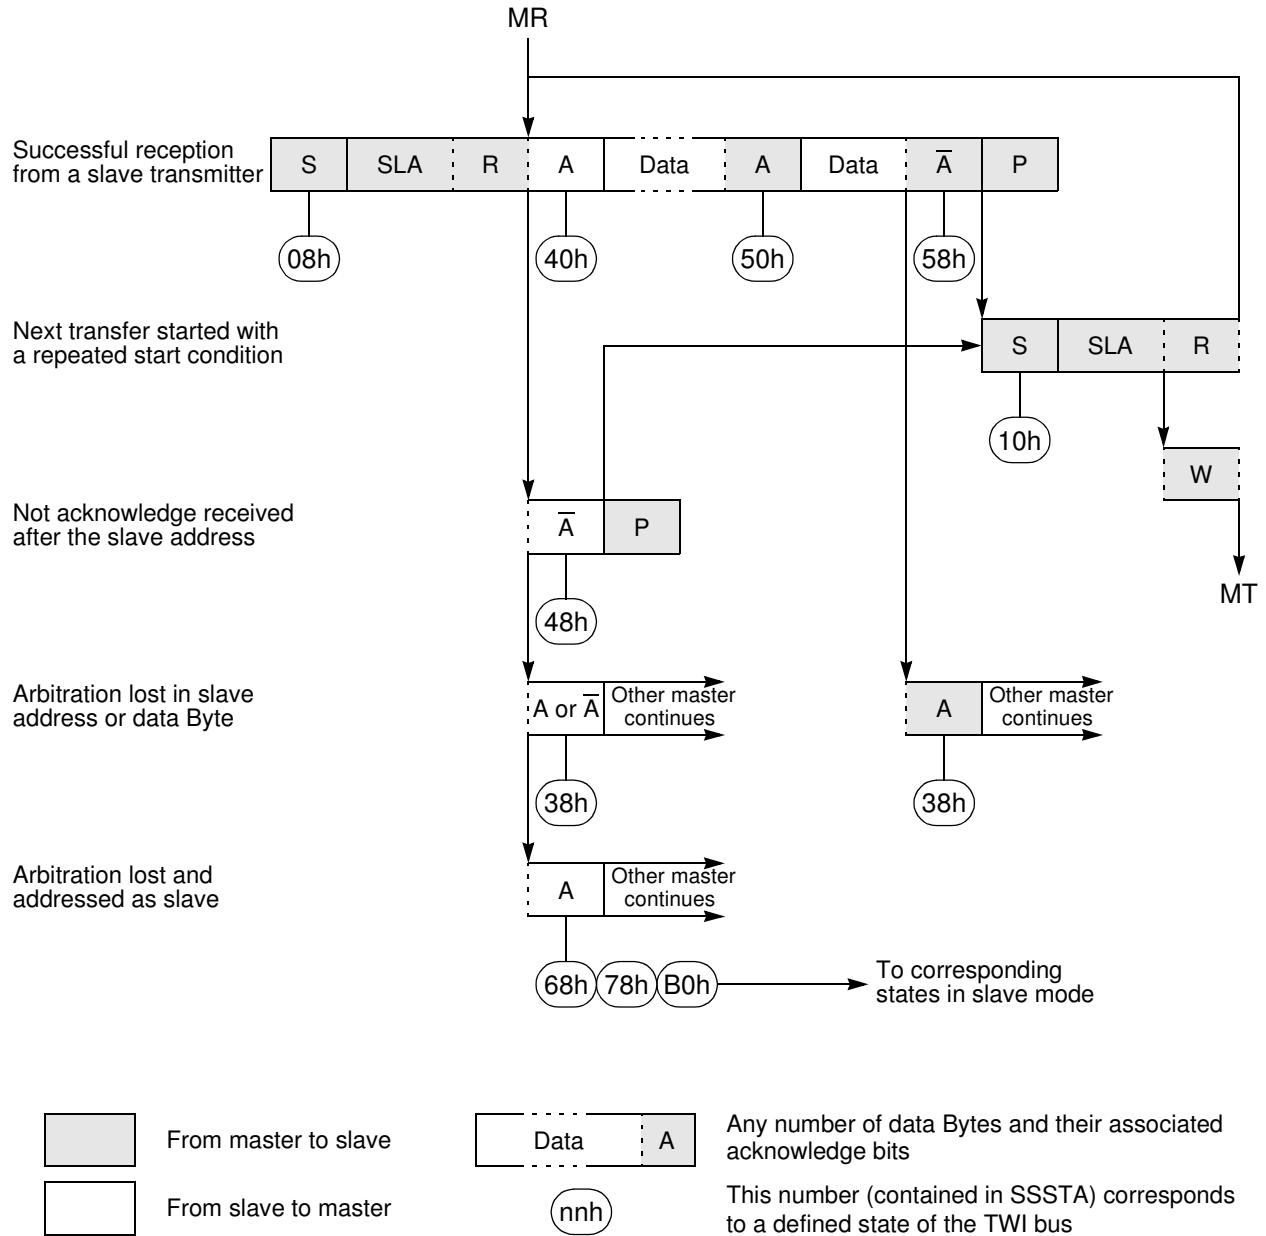 MR
Successful reception
from a slave transmitter
S SLA R A Data A Data A̅ P
08h 40h 50h 58h
Next transfer started with
a repeated start condition
S SLA R
10h
W
MT
Not acknowledge received
after the slave address
A̅ P
48h
Arbitration lost in slave
address or data Byte
A or A̅
Other master
continues
A
Other master
continues
38h 38h
Arbitration lost and
addressed as slave
A
Other master
continues
68h 78h B0h
To corresponding
states in slave mode
From master to slave
Data A
Any number of data Bytes and their associated
acknowledge bits
From slave to master
nnh
This number (contained in SSSTA) corresponds
to a defined state of the TWI bus